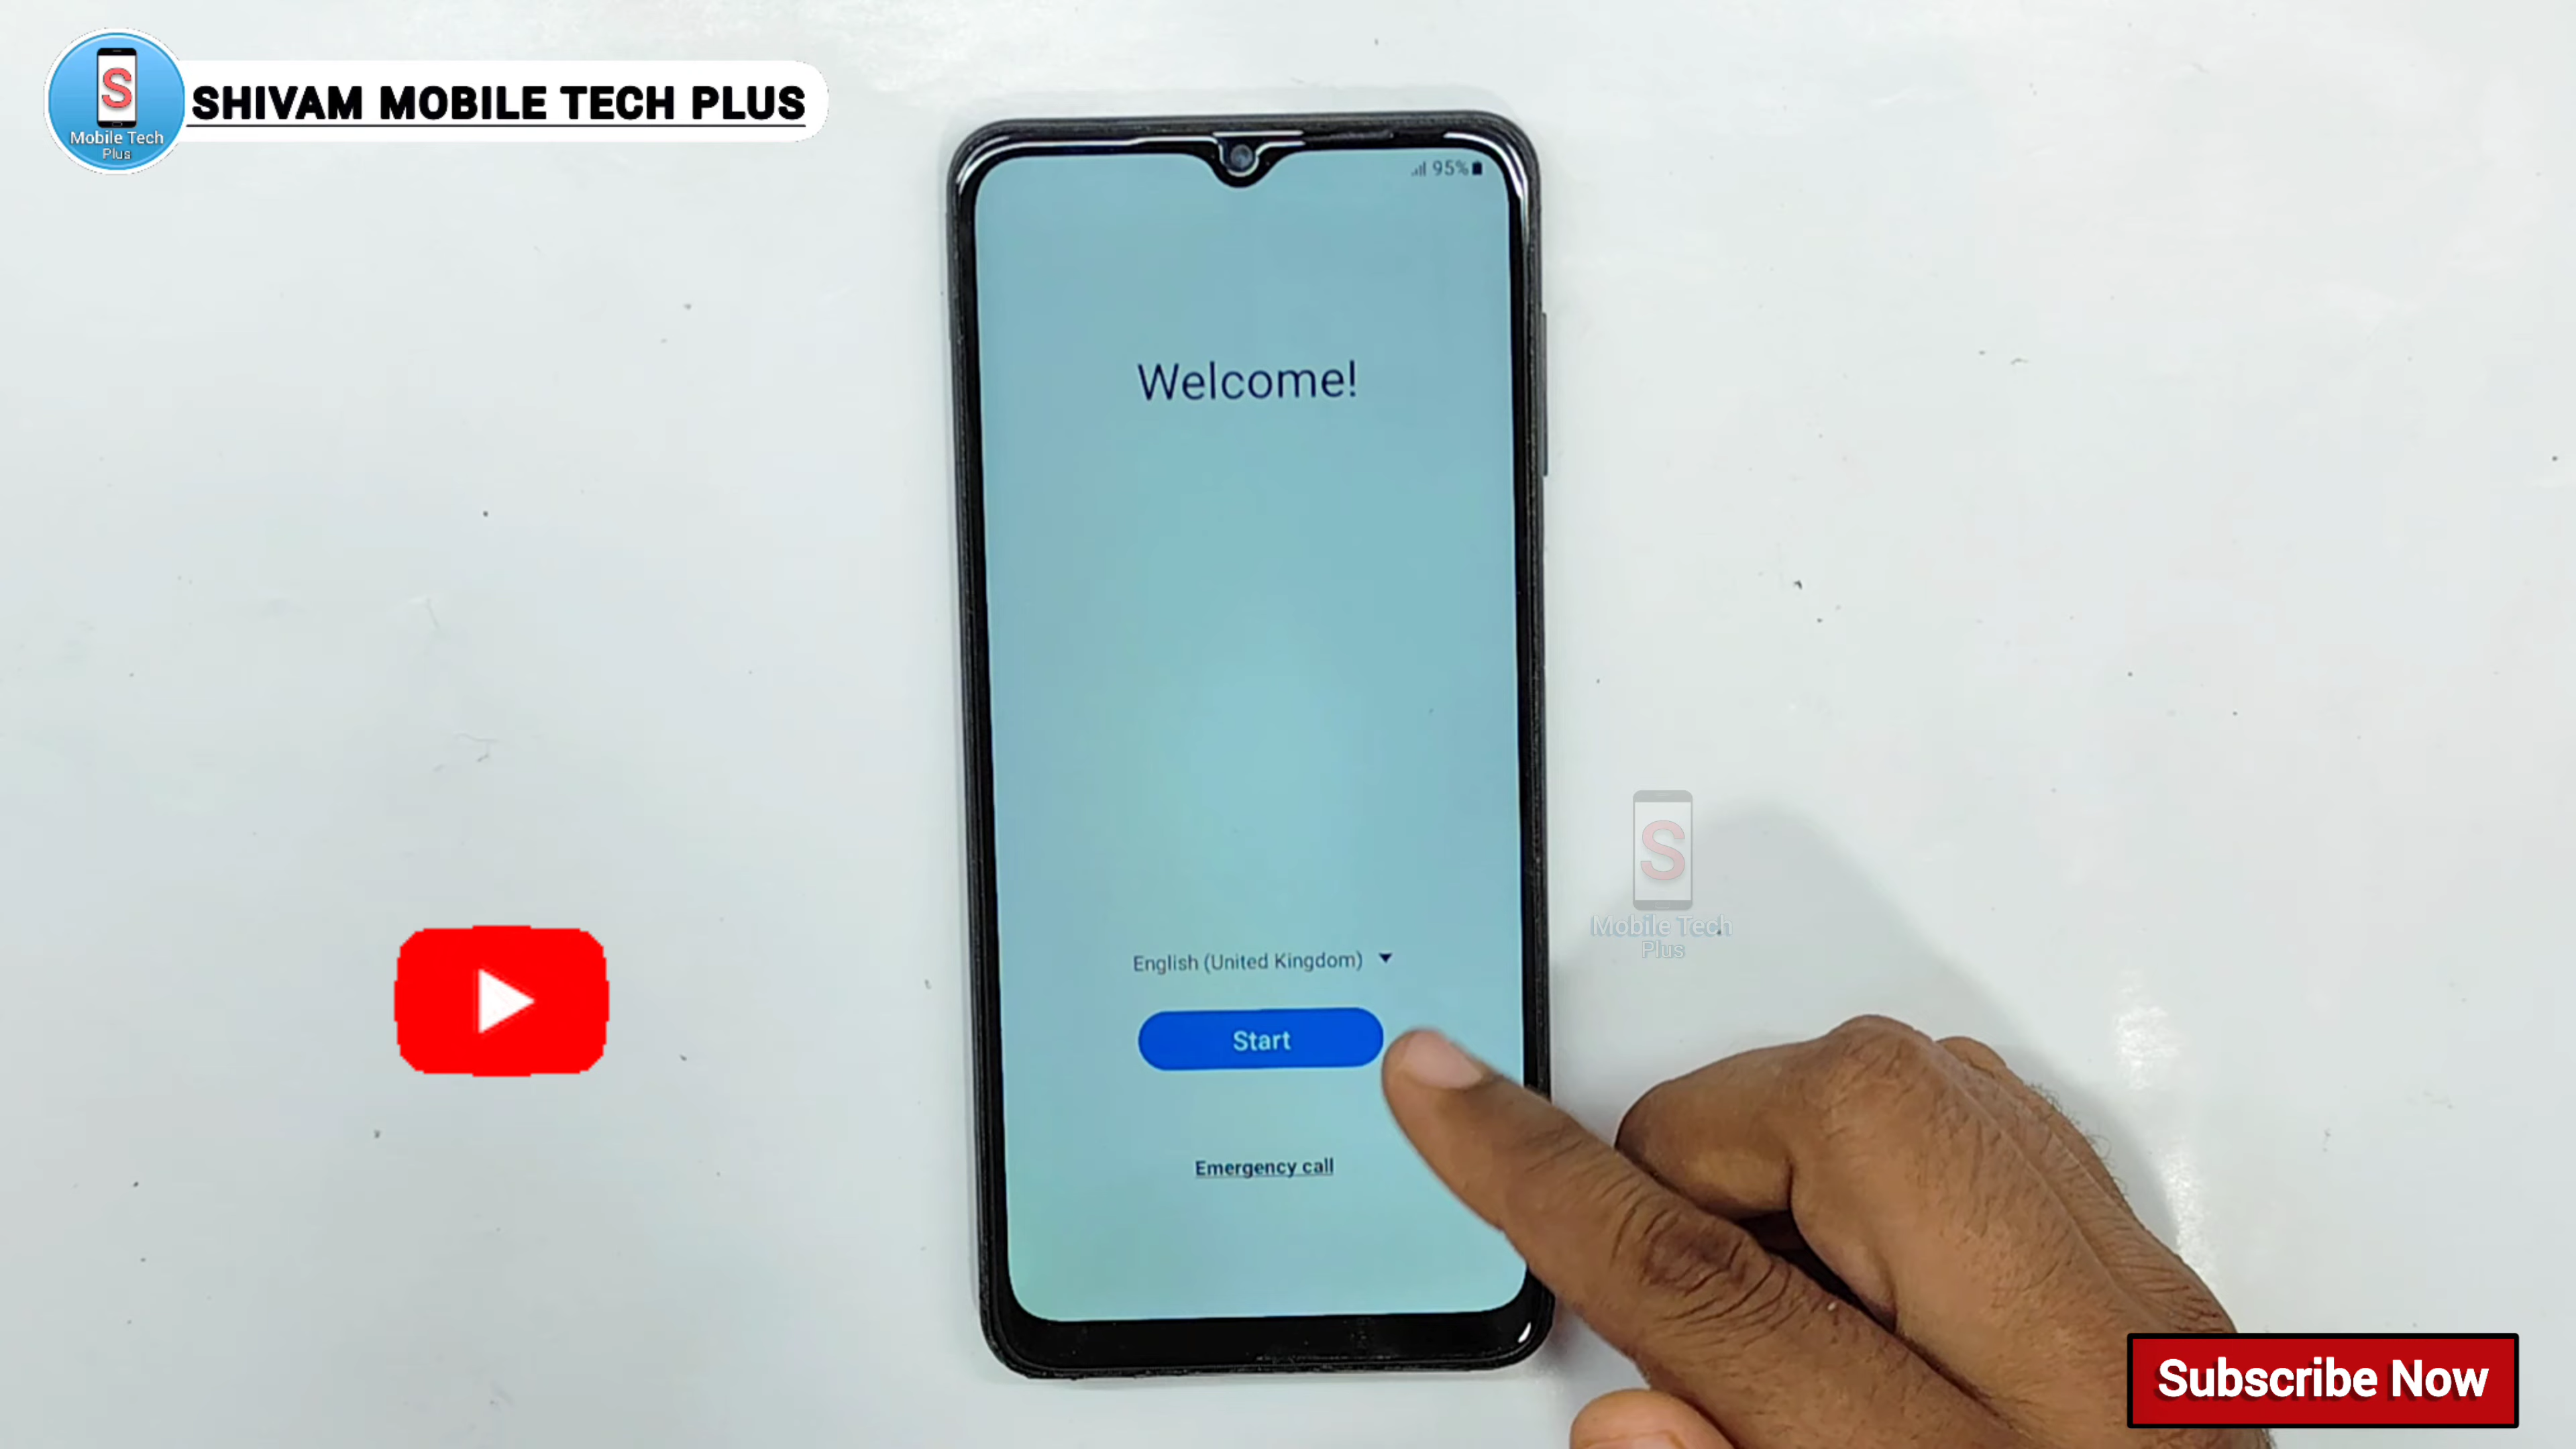 S
Mobile Tech
Plus
SHIVAM MOBILE TECH PLUS
95%
Welcome!
English (United Kingdom)
Start
Emergency call
S
Mobile Tech
Plus
Subscribe Now